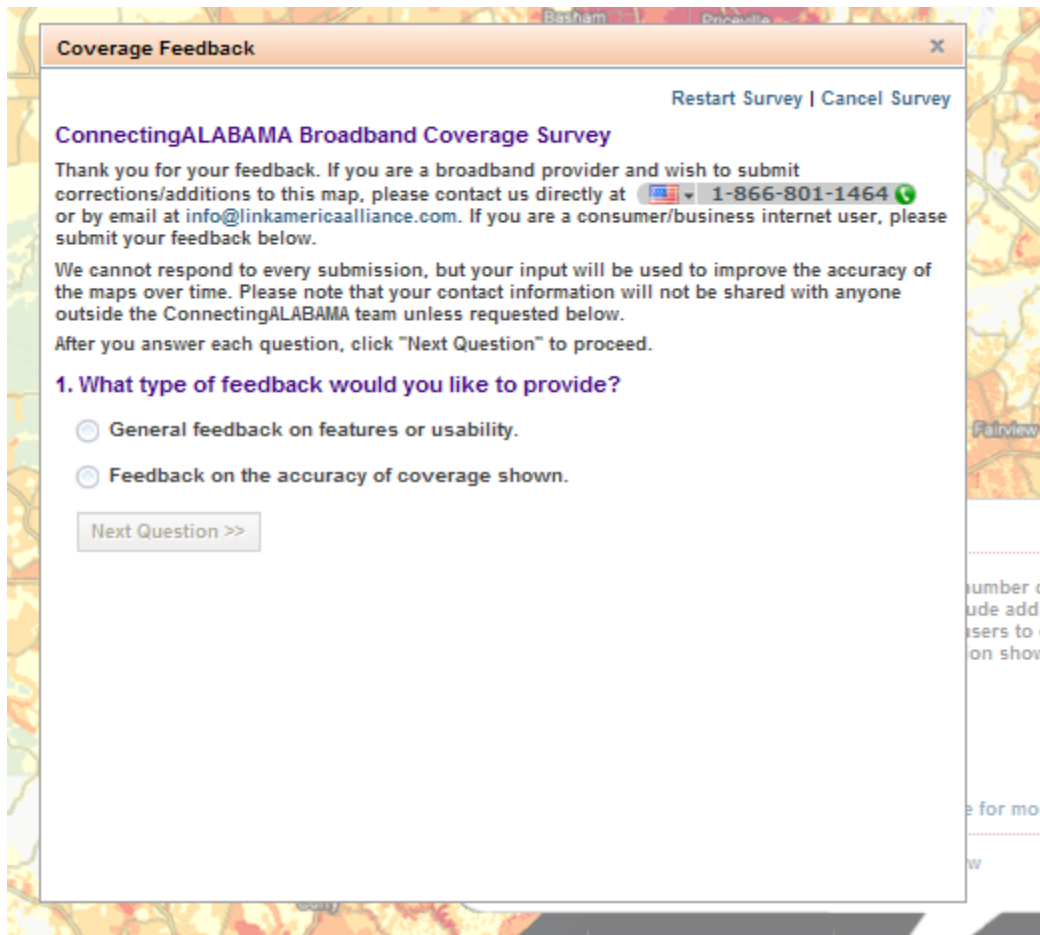 Basham
Priceville
Coverage Feedback x
Restart Survey | Cancel Survey
ConnectingALABAMA Broadband Coverage Survey
Thank you for your feedback. If you are a broadband provider and wish to submit
corrections/additions to this map, please contact us directly at 1-866-801-1464
or by email at info@linkamericaalliance.com. If you are a consumer/business internet user, please
submit your feedback below.
We cannot respond to every submission, but your input will be used to improve the accuracy of
the maps over time. Please note that your contact information will not be shared with anyone
outside the ConnectingALABAMA team unless requested below.
After you answer each question, click "Next Question" to proceed.
1. What type of feedback would you like to provide?
General feedback on features or usability.
Fairview
Feedback on the accuracy of coverage shown.
Next Question >>
users to
for